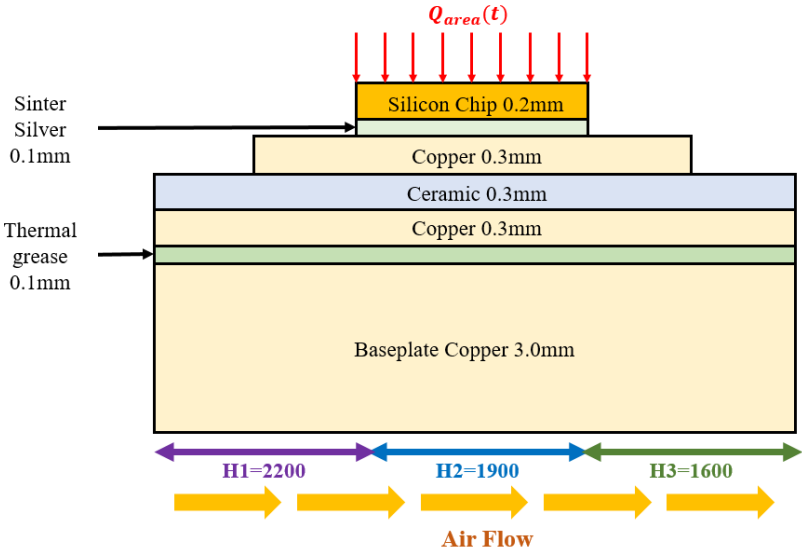 Q_area(t)
Silicon Chip 0.2mm
Sinter
Silver
0.1mm
Copper 0.3mm
Ceramic 0.3mm
Copper 0.3mm
Thermal
grease
0.1mm
Baseplate Copper 3.0mm
H1=2200
H2=1900
H3=1600
Air Flow